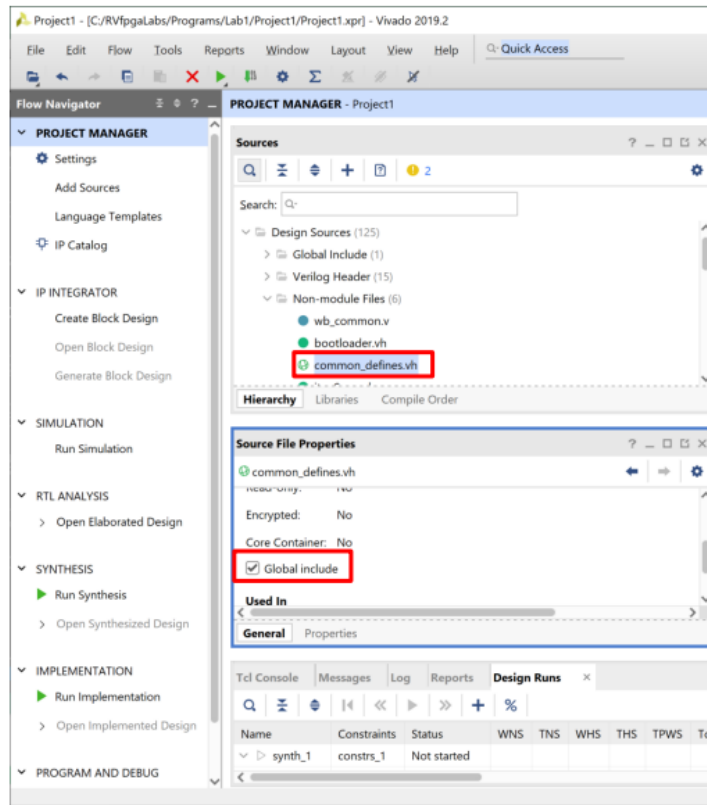 Project1 - [C:/RVfpgaLabs/Programs/Lab1/Project1/Project1.xpr] - Vivado 2019.2
File Edit Flow Tools Reports Window Layout View Help Quick Access
Flow Navigator
PROJECT MANAGER
Settings
Add Sources
Language Templates
IP Catalog
IP INTEGRATOR
Create Block Design
Open Block Design
Generate Block Design
SIMULATION
Run Simulation
RTL ANALYSIS
Open Elaborated Design
SYNTHESIS
Run Synthesis
Open Synthesized Design
IMPLEMENTATION
Run Implementation
Open Implemented Design
PROGRAM AND DEBUG
PROJECT MANAGER - Project1
Sources
2
Search:
Design Sources (125)
Global Include (1)
Verilog Header (15)
Non-module Files (6)
wb_common.v
bootloader.vh
common_defines.vh
Hierarchy Libraries Compile Order
Source File Properties
common_defines.vh
Read-only: No
Encrypted: No
Core Container: No
Global include
Used In
General Properties
Tcl Console Messages Log Reports Design Runs
Name Constraints Status WNS TNS WHS THS TPWS
synth_1 constrs_1 Not started